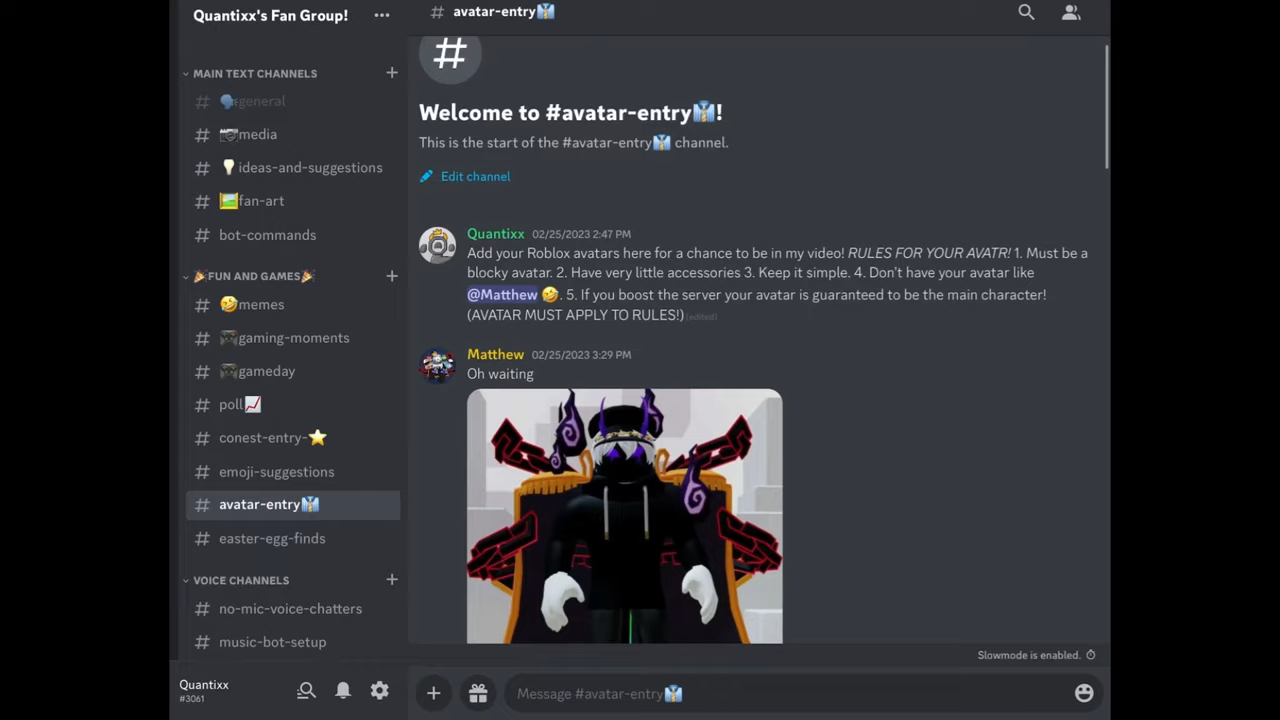 Quantixx's Fan Group!
MAIN TEXT CHANNELS
general
media
ideas-and-suggestions
fan-art
bot-commands
FUN AND GAMES
memes
gaming-moments
gameday
poll
conest-entry-
emoji-suggestions
avatar-entry
easter-egg-finds
VOICE CHANNELS
no-mic-voice-chatters
music-bot-setup
Quantixx
#3061
# avatar-entry
#
Welcome to #avatar-entry!
This is the start of the #avatar-entry channel.
Edit channel
Quantixx 02/25/2023 2:47 PM
Add your Roblox avatars here for a chance to be in my video! RULES FOR YOUR AVATR! 1. Must be a
blocky avatar. 2. Have very little accessories 3. Keep it simple. 4. Don't have your avatar like
@Matthew 🤣. 5. If you boost the server your avatar is guaranteed to be the main character!
(AVATAR MUST APPLY TO RULES!) (edited)
Matthew 02/25/2023 3:29 PM
Oh waiting
Slowmode is enabled.
Message #avatar-entry